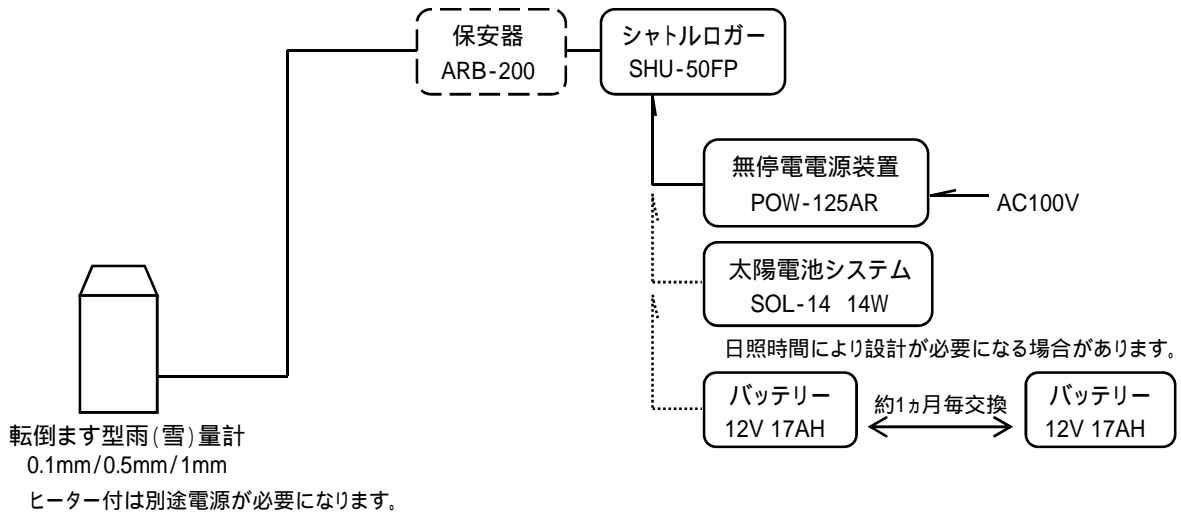 保安器
ARB-200
シャトルロガー
SHU-50FP
無停電電源装置
POW-125AR
AC100V
太陽電池システム
SOL-14 14W
日照時間により設計が必要になる場合があります。
バッテリー
12V 17AH
約1ヵ月毎交換
バッテリー
12V 17AH
転倒ます型雨(雪)量計
0.1mm/0.5mm/1mm
ヒーター付は別途電源が必要になります。